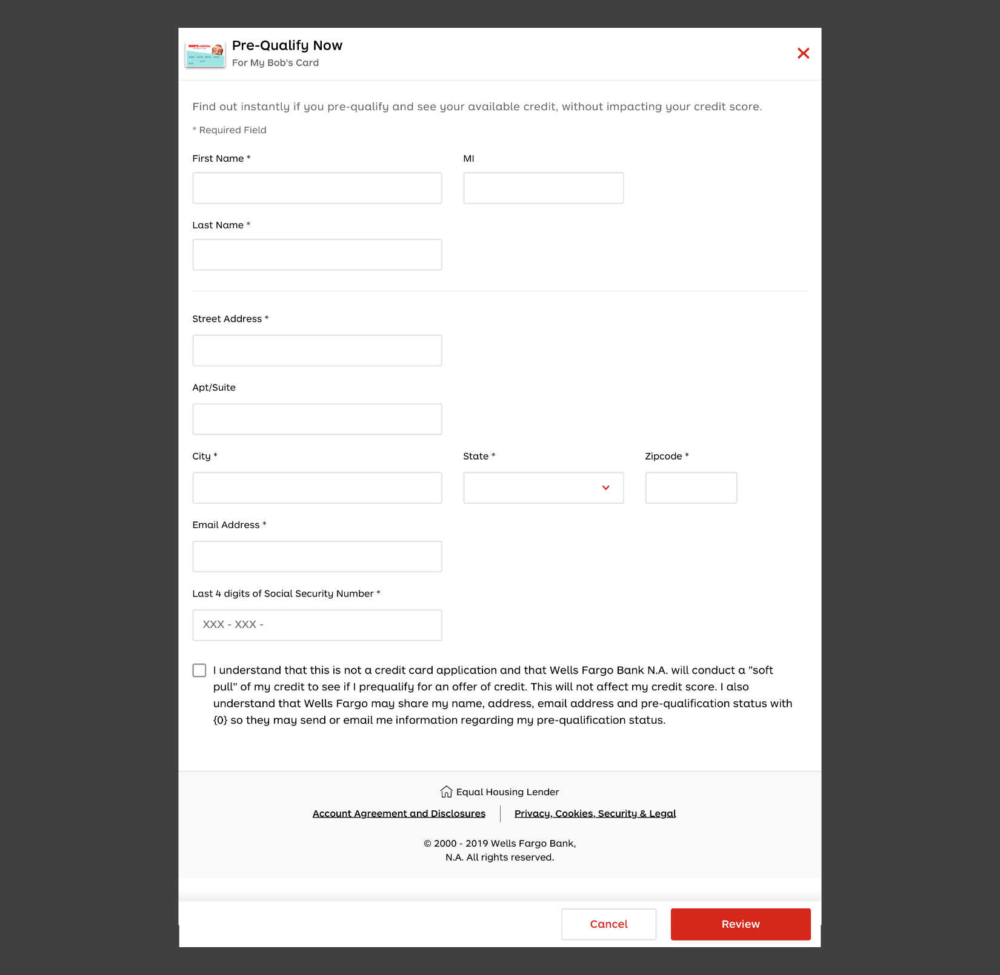 BOB'S
Pre-Qualify Now
For My Bob's Card
Find out instantly if you pre-qualify and see your available credit, without impacting your credit score.
* Required Field
First Name * MI
Last Name *
Street Address *
Apt/Suite
City * State * Zipcode *
Email Address *
Last 4 digits of Social Security Number *
XXX - XXX -
I understand that this is not a credit card application and that Wells Fargo Bank N.A. will conduct a "soft
pull" of my credit to see if I prequalify for an offer of credit. This will not affect my credit score. I also
understand that Wells Fargo may share my name, address, email address and pre-qualification status with
{0} so they may send or email me information regarding my pre-qualification status.
Equal Housing Lender
Account Agreement and Disclosures Privacy, Cookies, Security & Legal
© 2000 - 2019 Wells Fargo Bank,
N.A. All rights reserved.
Cancel Review